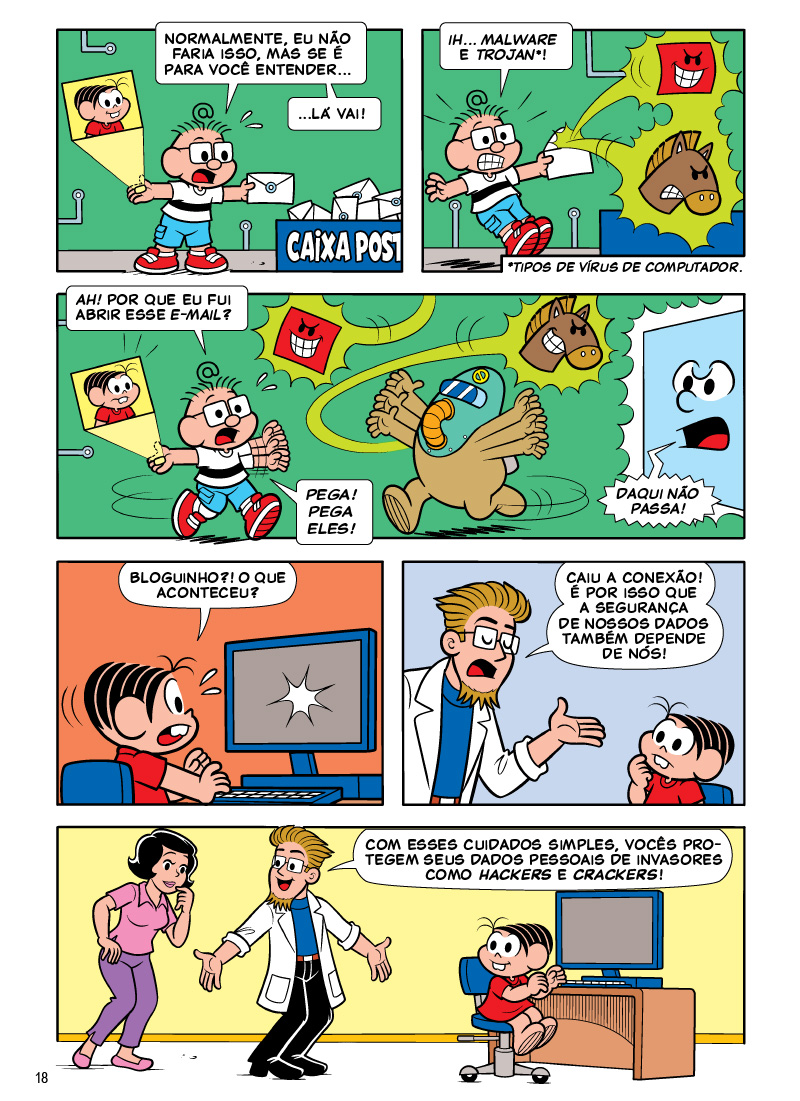 NORMALMENTE, EU NÃO
FARIA ISSO, MAS SE É
PARA VOCÊ ENTENDER...
...LÁ VAI!
@
CAIXA POST
IH... MALWARE
E TROJAN*!
@
*TIPOS DE VÍRUS DE COMPUTADOR.
AH! POR QUE EU FUI
ABRIR ESSE E-MAIL?
@
PEGA!
PEGA
ELES!
DAQUI NÃO
PASSA!
BLOGUINHO?! O QUE
ACONTECEU?
CAIU A CONEXÃO!
É POR ISSO QUE
A SEGURANÇA
DE NOSSOS DADOS
TAMBÉM DEPENDE
DE NÓS!
COM ESSES CUIDADOS SIMPLES, VOCÊS PRO-
TEGEM SEUS DADOS PESSOAIS DE INVASORES
COMO HACKERS E CRACKERS!
18